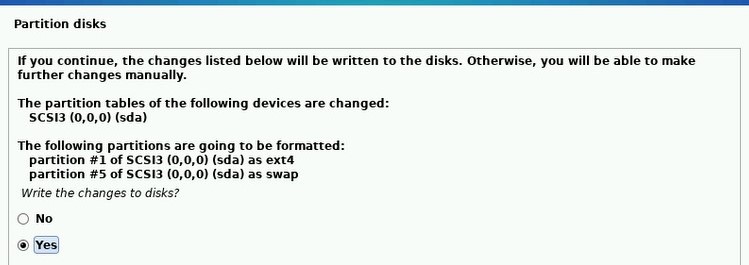 Partition disks
If you continue, the changes listed below will be written to the disks. Otherwise, you will be able to make
further changes manually.
The partition tables of the following devices are changed:
SCSI3 (0,0,0) (sda)
The following partitions are going to be formatted:
partition #1 of SCSI3 (0,0,0) (sda) as ext4
partition #5 of SCSI3 (0,0,0) (sda) as swap
Write the changes to disks?
No
Yes